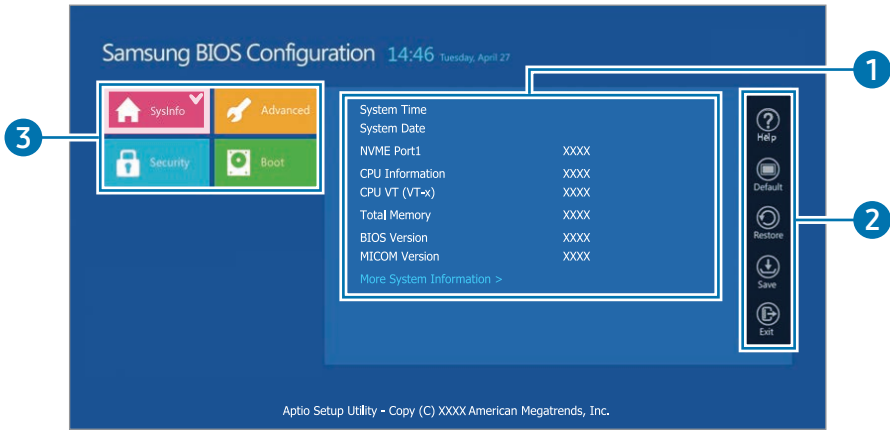 Samsung BIOS Configuration 14:46 Tuesday, April 27
1
SysInfo
Advanced
Security
Boot
3
System Time
System Date
NVME Port1 XXXX
CPU Information XXXX
CPU VT (VT-x) XXXX
Total Memory XXXX
BIOS Version XXXX
MICOM Version XXXX
More System Information >
Help
Default
Restore
Save
Exit
2
Aptio Setup Utility - Copy (C) XXXX American Megatrends, Inc.